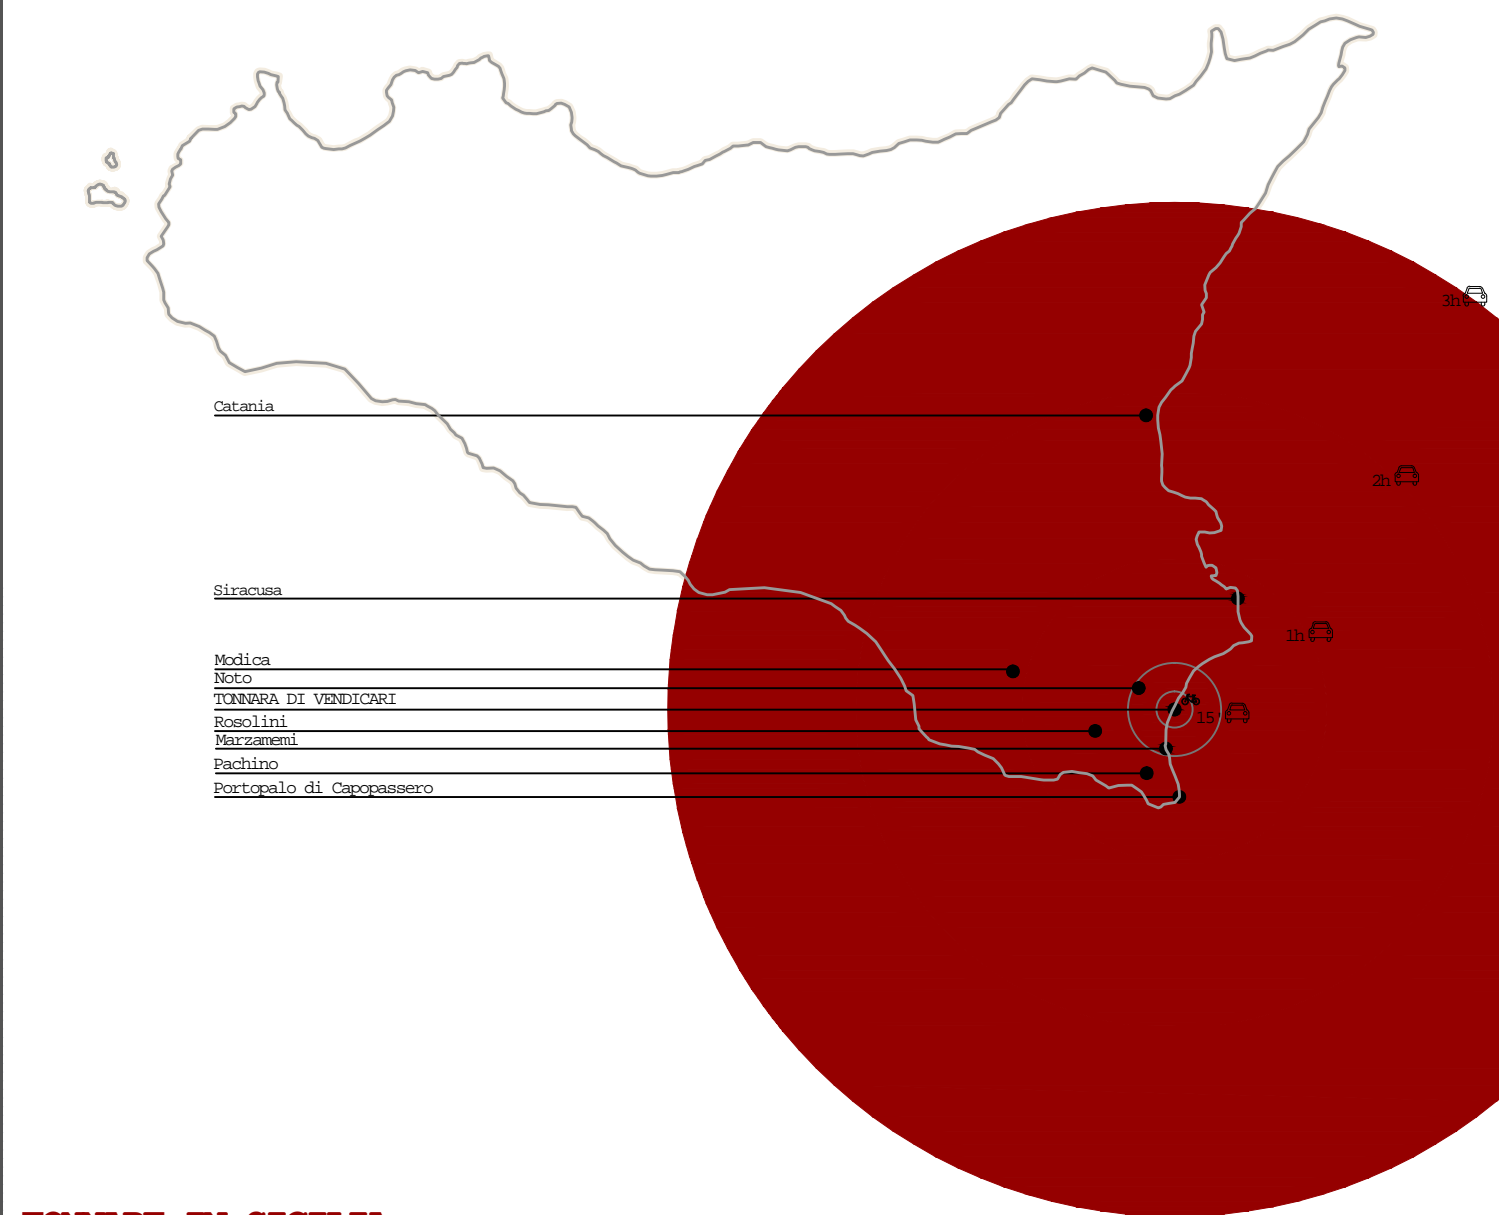 3h
Catania
2h
Siracusa
1h
Modica
Noto
TONNARA DI VENDICARI
15
Rosolini
Marzamemi
Pachino
Portopalo di Capopassero